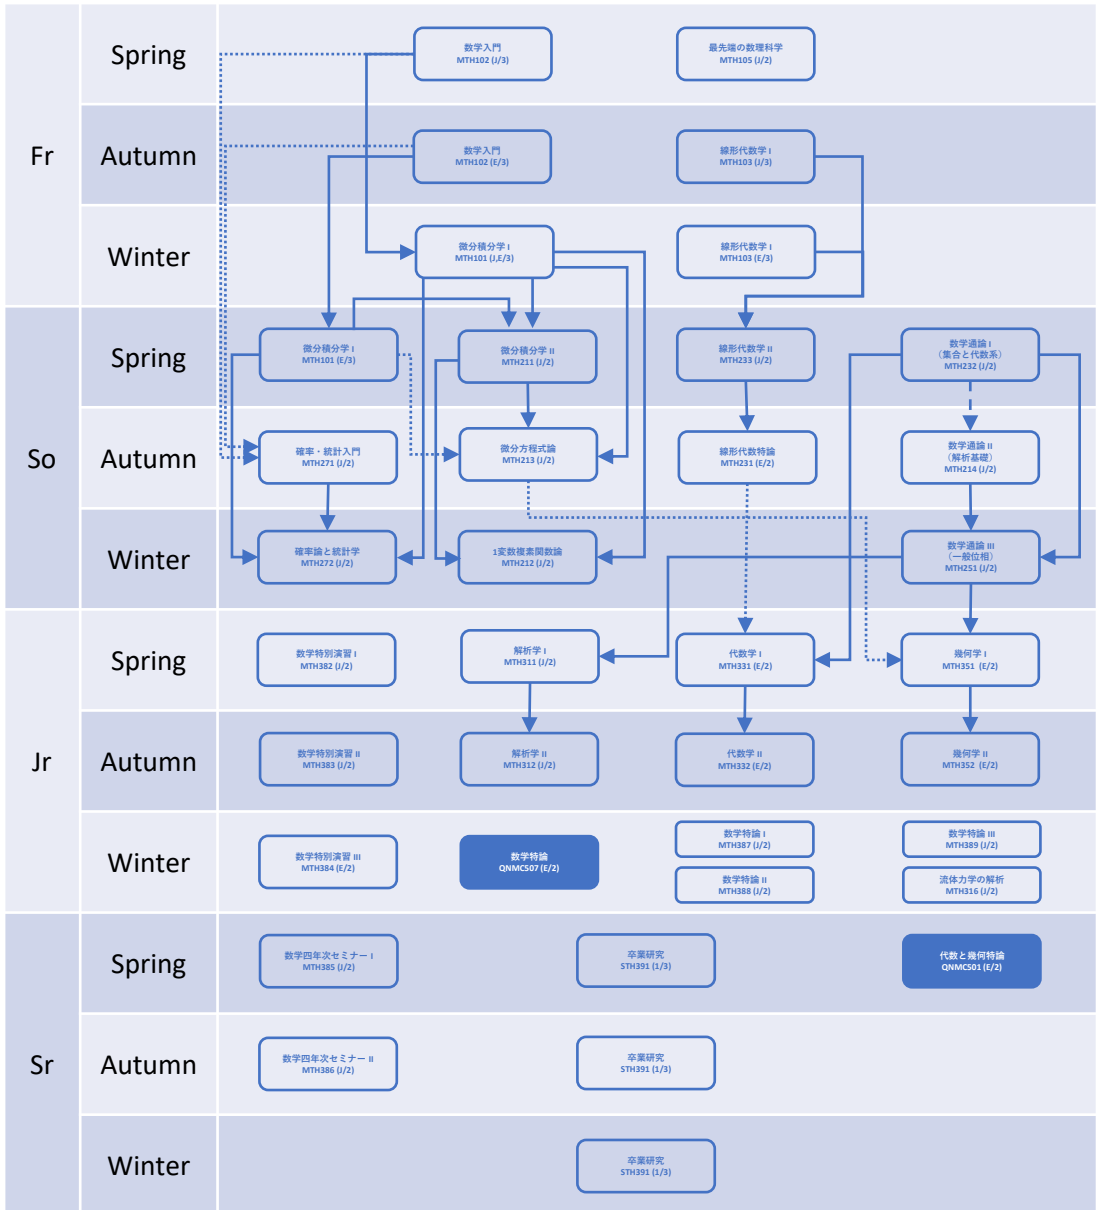 Fr
Spring
数学入門
MTH102 (J/3)
最先端の数理科学
MTH105 (J/2)
Autumn
数学入門
MTH102 (E/3)
線形代数学 I
MTH103 (J/3)
Winter
微分積分学 I
MTH101 (J,E/3)
線形代数学 I
MTH103 (E/3)
So
Spring
微分積分学 I
MTH101 (E/3)
微分積分学 II
MTH211 (J/2)
線形代数学 II
MTH233 (J/2)
数学通論 I
(集合と代数系)
MTH232 (J/2)
Autumn
確率・統計入門
MTH271 (J/2)
微分方程式論
MTH213 (J/2)
線形代数特論
MTH231 (E/2)
数学通論 II
(解析基礎)
MTH214 (J/2)
Winter
確率論と統計学
MTH272 (J/2)
1変数複素関数論
MTH212 (J/2)
数学通論 III
(一般位相)
MTH251 (J/2)
Jr
Spring
数学特別演習 I
MTH382 (J/2)
解析学 I
MTH311 (J/2)
代数学 I
MTH331 (E/2)
幾何学 I
MTH351 (E/2)
Autumn
数学特別演習 II
MTH383 (J/2)
解析学 II
MTH312 (J/2)
代数学 II
MTH332 (E/2)
幾何学 II
MTH352 (E/2)
Winter
数学特別演習 III
MTH384 (E/2)
数学特論
QNMC507 (E/2)
数学特論 I
MTH387 (J/2)
数学特論 III
MTH389 (J/2)
数学特論 II
MTH388 (J/2)
流体力学の解析
MTH316 (J/2)
Sr
Spring
数学四年次セミナー I
MTH385 (J/2)
卒業研究
STH391 (1/3)
代数と幾何特論
QNMC501 (E/2)
Autumn
数学四年次セミナー II
MTH386 (J/2)
卒業研究
STH391 (1/3)
Winter
卒業研究
STH391 (1/3)